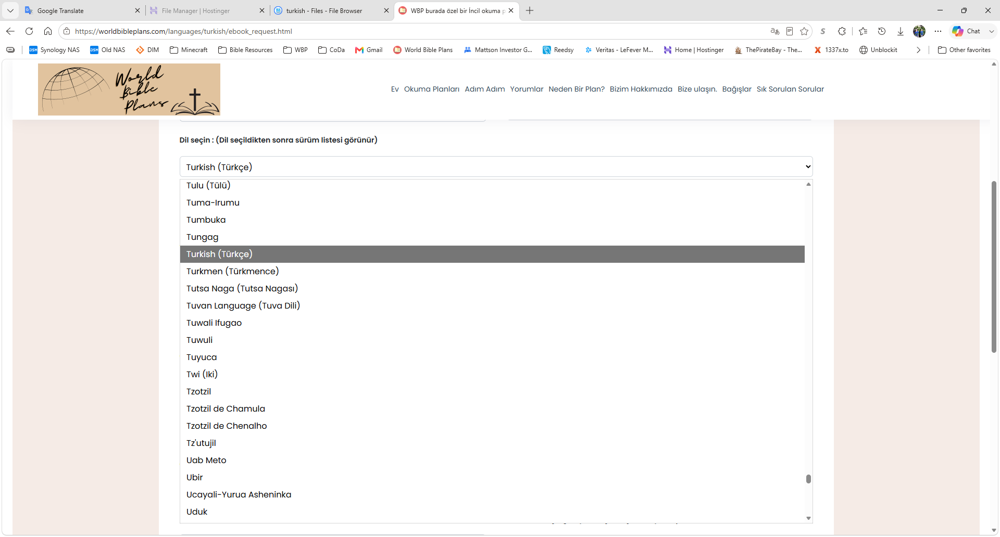 Google Translate
File Manager | Hostinger
turkish - Files - File Browser
WBP burada özel bir İncil okuma p
https://worldbibleplans.com/languages/turkish/ebook_request.html
Chat
Synology NAS
Old NAS
DIM
Minecraft
Bible Resources
WBP
CoDa
Gmail
World Bible Plans
Mattson Investor G...
Reedsy
Veritas - LeFever M...
Home | Hostinger
ThePirateBay - The...
1337x.to
Unblockit
Other favorites
World
Bible
Plans
Ev Okuma Planları Adım Adım Yorumlar Neden Bir Plan? Bizim Hakkımızda Bize ulaşın. Bağışlar Sık Sorulan Sorular
Dil seçin : (Dil seçildikten sonra sürüm listesi görünür)
Turkish (Türkçe)
Tulu (Tülü)
Tuma-Irumu
Tumbuka
Tungag
Turkish (Türkçe)
Turkmen (Türkmence)
Tutsa Naga (Tutsa Nagası)
Tuvan Language (Tuva Dili)
Tuwali Ifugao
Tuwuli
Tuyuca
Twi (Iki)
Tzotzil
Tzotzil de Chamula
Tzotzil de Chenalho
Tz'utujil
Uab Meto
Ubir
Ucayali-Yurua Asheninka
Uduk